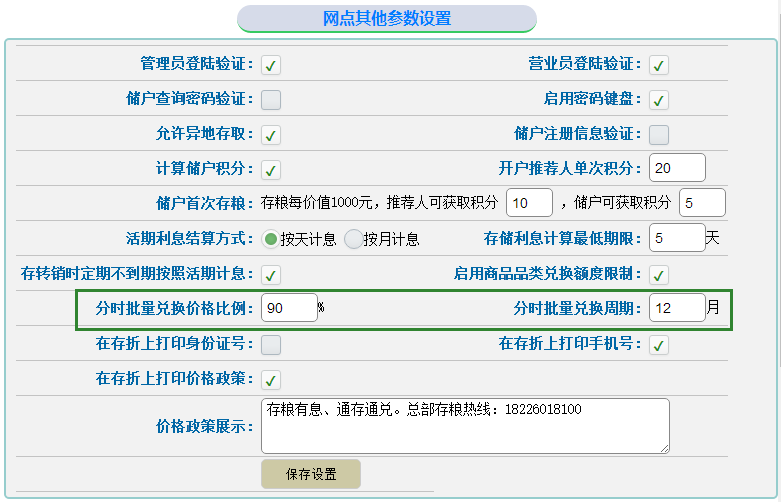 网点其他参数设置
管理员登陆验证： 营业员登陆验证：
储户查询密码验证： 启用密码键盘：
允许异地存取： 储户注册信息验证：
计算储户积分： 开户推荐人单次积分： 20
储户首次存粮： 存粮每价值1000元，推荐人可获取积分 10 ，储户可获取积分 5
活期利息结算方式： 按天计息 按月计息 存储利息计算最低期限： 5 天
存转销时定期不到期按照活期计息： 启用商品品类兑换额度限制：
分时批量兑换价格比例： 90 % 分时批量兑换周期： 12 月
在存折上打印身份证号： 在存折上打印手机号：
在存折上打印价格政策：
价格政策展示： 存粮有息、通存通兑。总部存粮热线：18226018100
保存设置